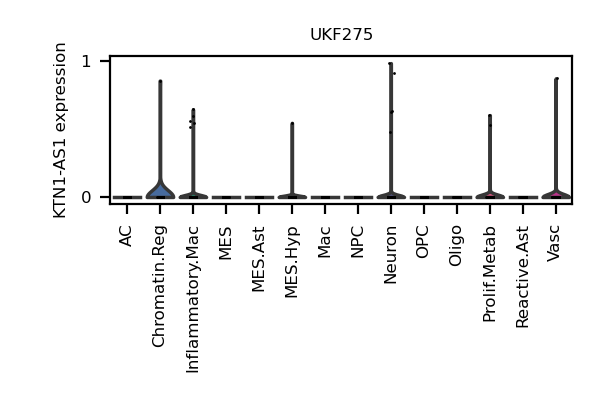 UKF275
KTN1-AS1 expression
1
0
AC
Chromatin.Reg
Inflammatory.Mac
MES
MES.Ast
MES.Hyp
Mac
NPC
Neuron
OPC
Oligo
Prolif.Metab
Reactive.Ast
Vasc